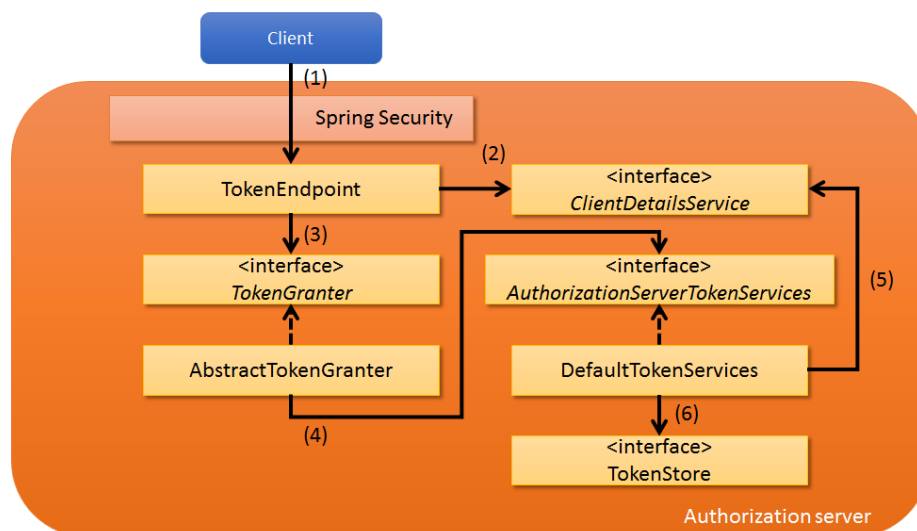 Client
(1)
Spring Security
TokenEndpoint
(2)
<interface>
ClientDetailsService
(3)
<interface>
TokenGranter
<interface>
AuthorizationServerTokenServices
(5)
AbstractTokenGranter
DefaultTokenServices
(4)
(6)
<interface>
TokenStore
Authorization server